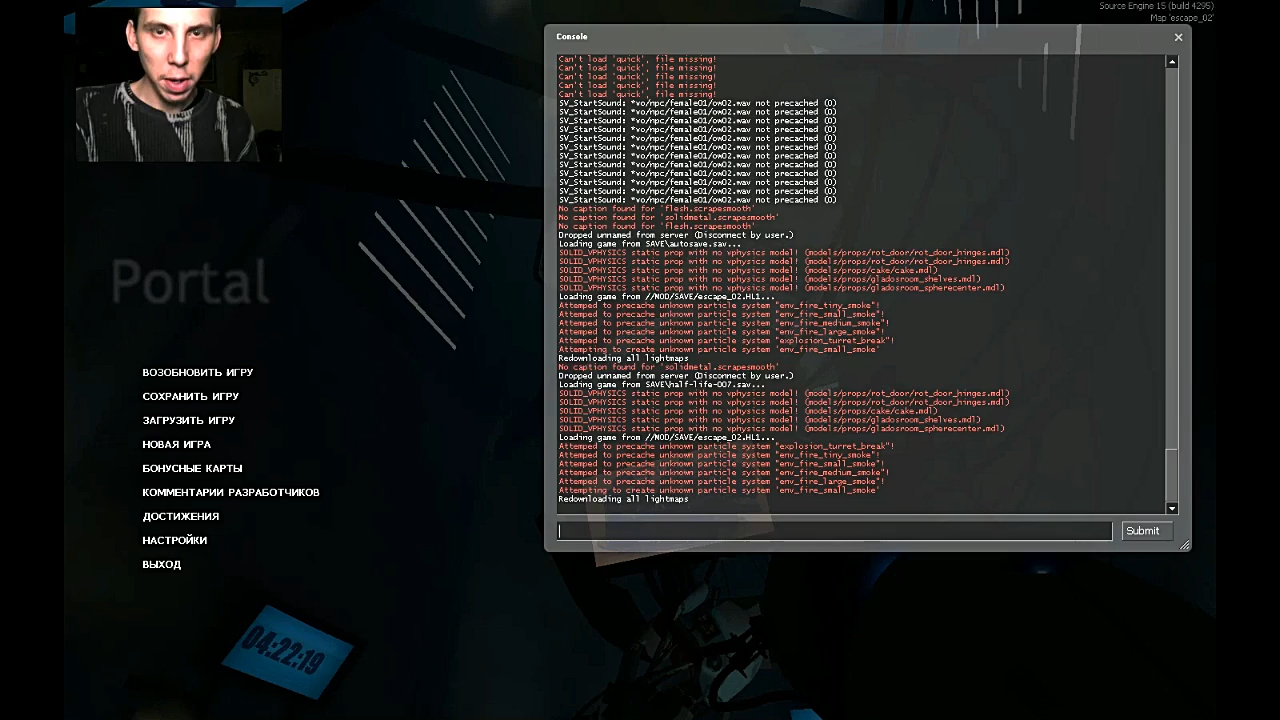 Source Engine 15 (build 4295)
Map 'escape_02'
Console
Can't load 'quick', file missing!
Can't load 'quick', file missing!
Can't load 'quick', file missing!
Can't load 'quick', file missing!
Can't load 'quick', file missing!
SV_StartSound: *vo/npc/female01/ow02.wav not precached (0)
SV_StartSound: *vo/npc/female01/ow02.wav not precached (0)
SV_StartSound: *vo/npc/female01/ow02.wav not precached (0)
SV_StartSound: *vo/npc/female01/ow02.wav not precached (0)
SV_StartSound: *vo/npc/female01/ow02.wav not precached (0)
SV_StartSound: *vo/npc/female01/ow02.wav not precached (0)
SV_StartSound: *vo/npc/female01/ow02.wav not precached (0)
SV_StartSound: *vo/npc/female01/ow02.wav not precached (0)
SV_StartSound: *vo/npc/female01/ow02.wav not precached (0)
SV_StartSound: *vo/npc/female01/ow02.wav not precached (0)
SV_StartSound: *vo/npc/female01/ow02.wav not precached (0)
SV_StartSound: *vo/npc/female01/ow02.wav not precached (0)
No caption found for 'flesh.scrapesmooth'
No caption found for 'solidmetal.scrapesmooth'
No caption found for 'flesh.scrapesmooth'
Dropped unnamed from server (Disconnect by user.)
Loading game from SAVE\autosave.sav...
SOLID_VPHYSICS static prop with no vphysics model! (models/props/rot_door/rot_door_hinges.mdl)
SOLID_VPHYSICS static prop with no vphysics model! (models/props/rot_door/rot_door_hinges.mdl)
SOLID_VPHYSICS static prop with no vphysics model! (models/props/cake/cake.mdl)
SOLID_VPHYSICS static prop with no vphysics model! (models/props/gladosroom_shelves.mdl)
SOLID_VPHYSICS static prop with no vphysics model! (models/props/gladosroom_spherecenter.mdl)
Loading game from //MOD/SAVE/escape_02.HL1...
Attemped to precache unknown particle system "env_fire_tiny_smoke"!
Attemped to precache unknown particle system "env_fire_small_smoke"!
Attemped to precache unknown particle system "env_fire_medium_smoke"!
Attemped to precache unknown particle system "env_fire_large_smoke"!
Attemped to precache unknown particle system "explosion_turret_break"!
Attempting to create unknown particle system 'env_fire_small_smoke'
Redownloading all lightmaps
No caption found for 'solidmetal.scrapesmooth'
Dropped unnamed from server (Disconnect by user.)
Loading game from SAVE\half-life-007.sav...
SOLID_VPHYSICS static prop with no vphysics model! (models/props/rot_door/rot_door_hinges.mdl)
SOLID_VPHYSICS static prop with no vphysics model! (models/props/rot_door/rot_door_hinges.mdl)
SOLID_VPHYSICS static prop with no vphysics model! (models/props/cake/cake.mdl)
SOLID_VPHYSICS static prop with no vphysics model! (models/props/gladosroom_shelves.mdl)
SOLID_VPHYSICS static prop with no vphysics model! (models/props/gladosroom_spherecenter.mdl)
Loading game from //MOD/SAVE/escape_02.HL1...
Attemped to precache unknown particle system "explosion_turret_break"!
Attemped to precache unknown particle system "env_fire_tiny_smoke"!
Attemped to precache unknown particle system "env_fire_small_smoke"!
Attemped to precache unknown particle system "env_fire_medium_smoke"!
Attemped to precache unknown particle system "env_fire_large_smoke"!
Attempting to create unknown particle system 'env_fire_small_smoke'
Redownloading all lightmaps
Submit
Portal
ВОЗОБНОВИТЬ ИГРУ
СОХРАНИТЬ ИГРУ
ЗАГРУЗИТЬ ИГРУ
НОВАЯ ИГРА
БОНУСНЫЕ КАРТЫ
КОММЕНТАРИИ РАЗРАБОТЧИКОВ
ДОСТИЖЕНИЯ
НАСТРОЙКИ
ВЫХОД
04:22:19